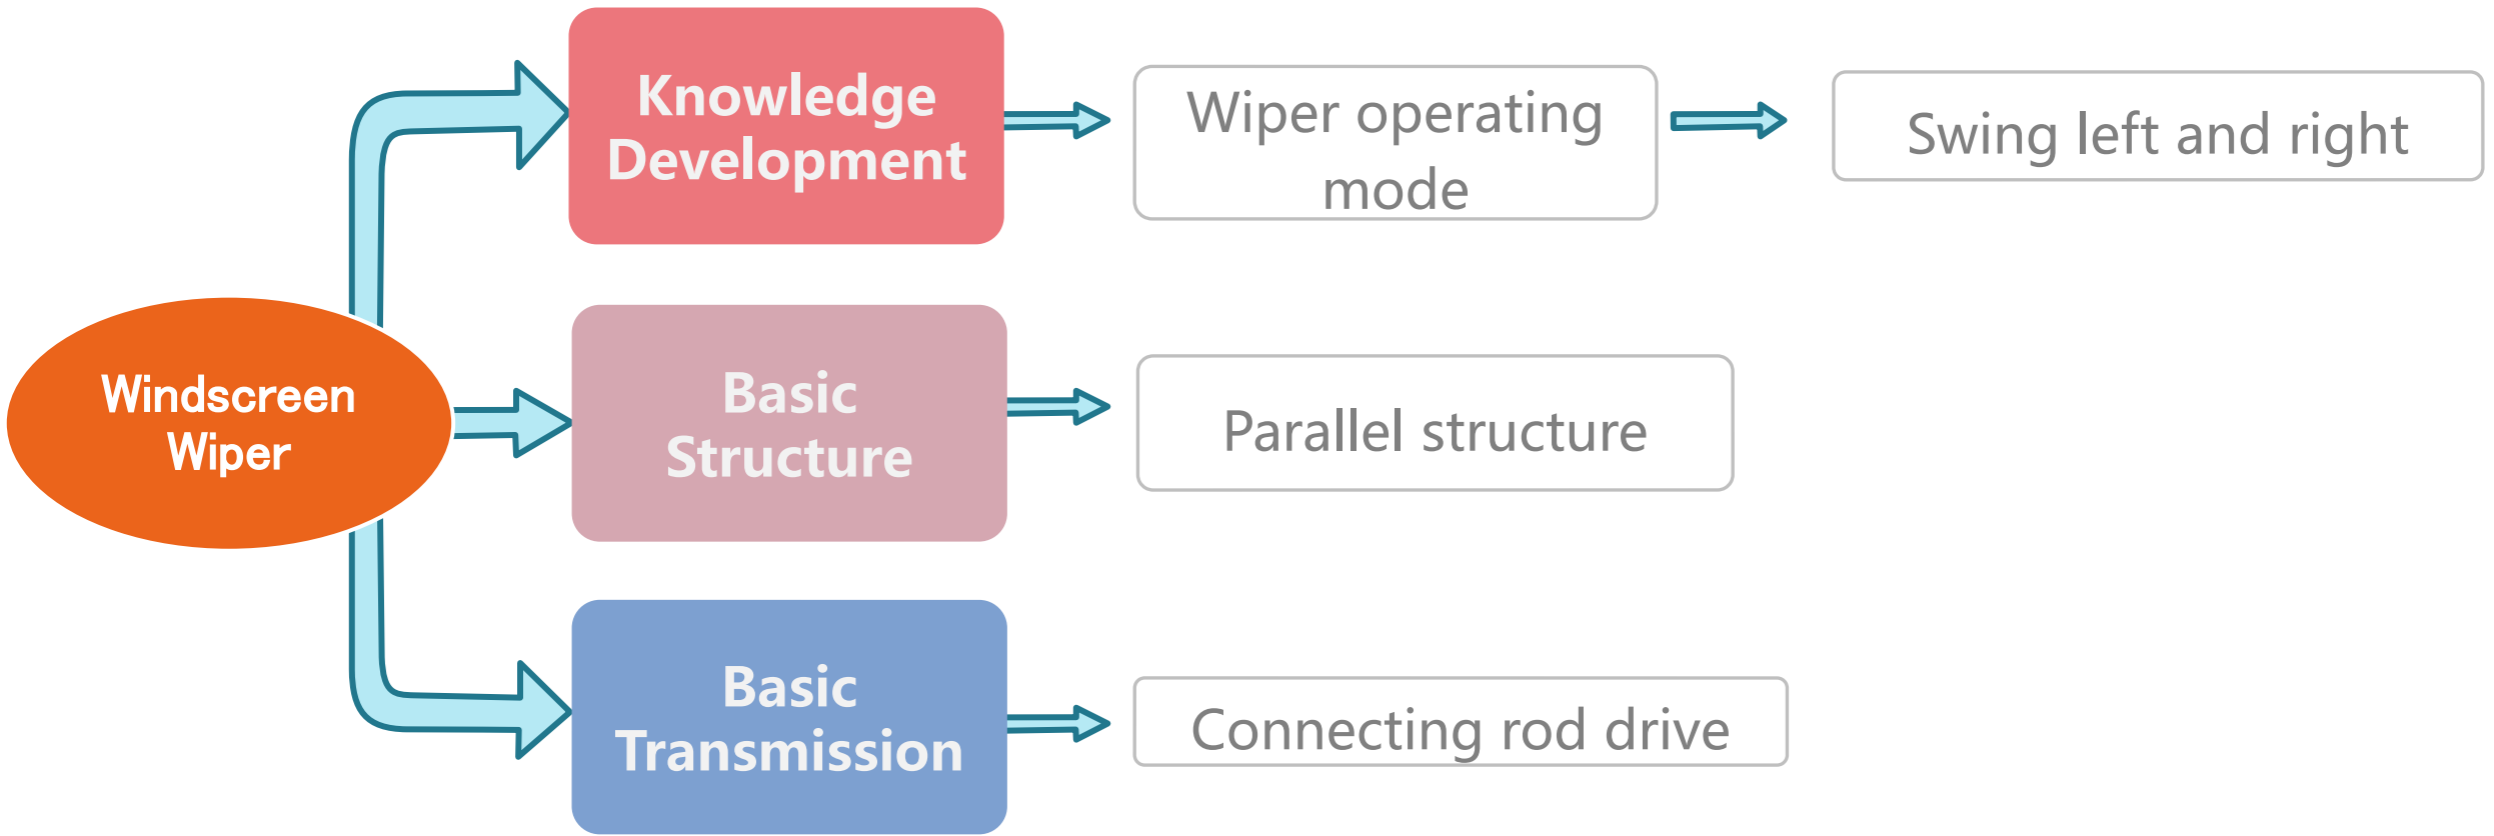 Windscreen
Wiper
Knowledge
Development
Wiper operating
mode
Swing left and right
Basic
Structure
Parallel structure
Basic
Transmission
Connecting rod drive